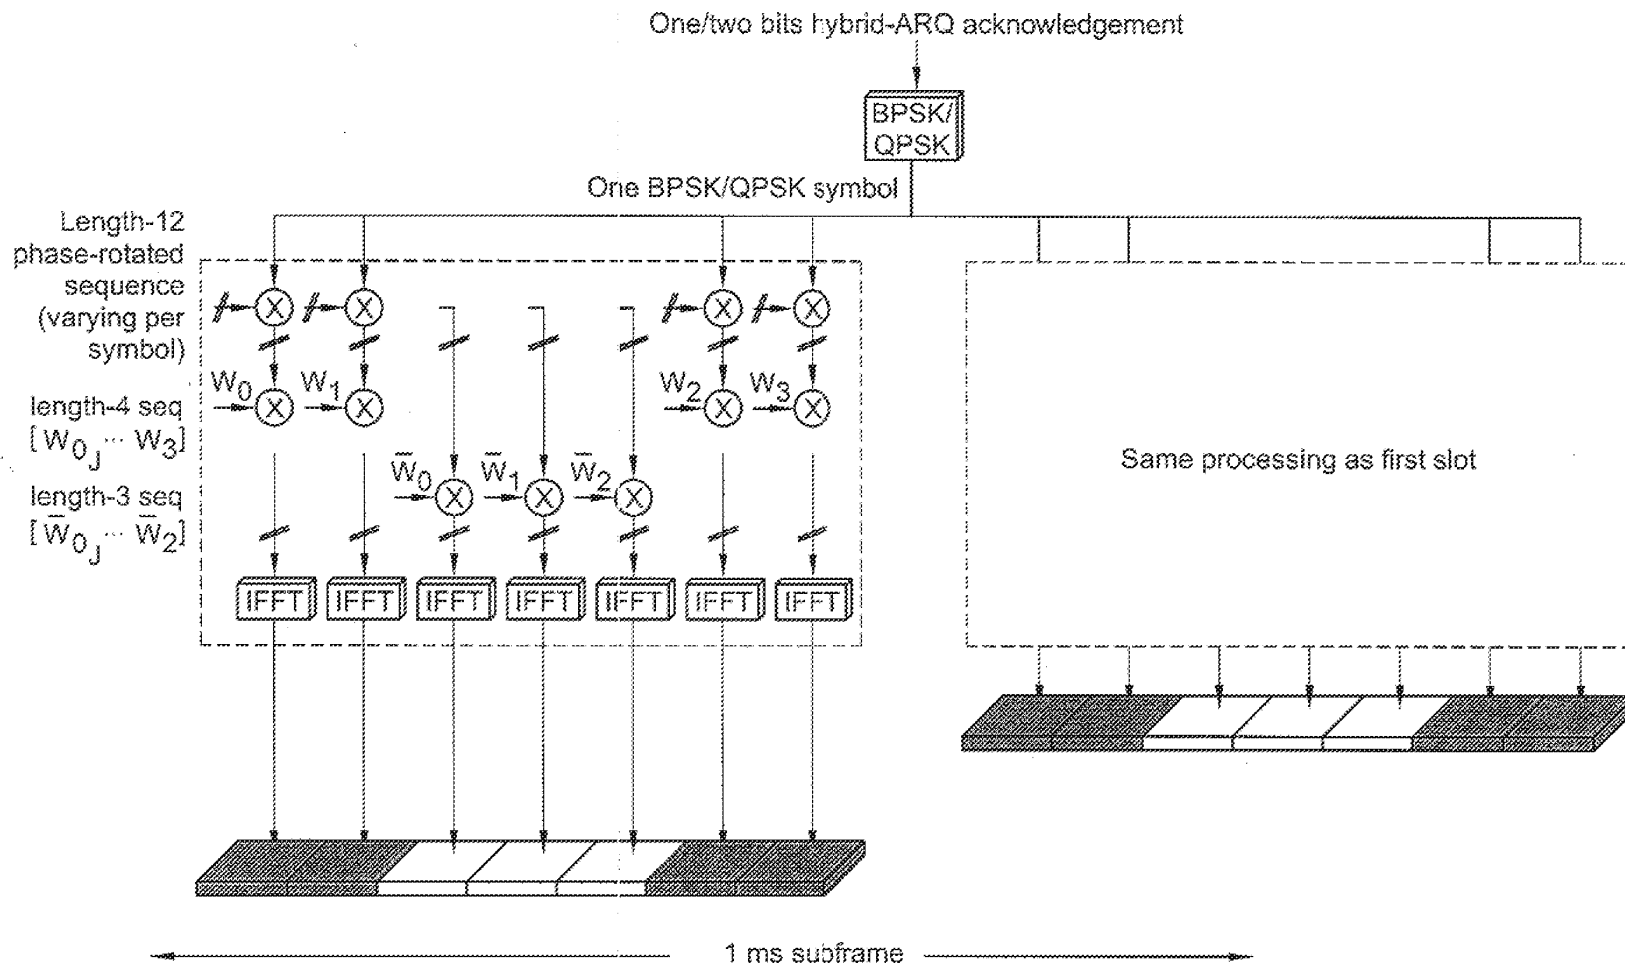 One/two bits hybrid-ARQ acknowledgement
BPSK/
QPSK
One BPSK/QPSK symbol
Length-12
phase-rotated
sequence
(varying per
symbol)
X X X X
W0 W1 W2 W3
X X X X
length-4 seq
[W0, ... W3]
Same processing as first slot
W̅0 W̅1 W̅2
X X X
length-3 seq
[W̅0, ... W̅2]
IFFT IFFT IFFT IFFT IFFT IFFT IFFT
1 ms subframe